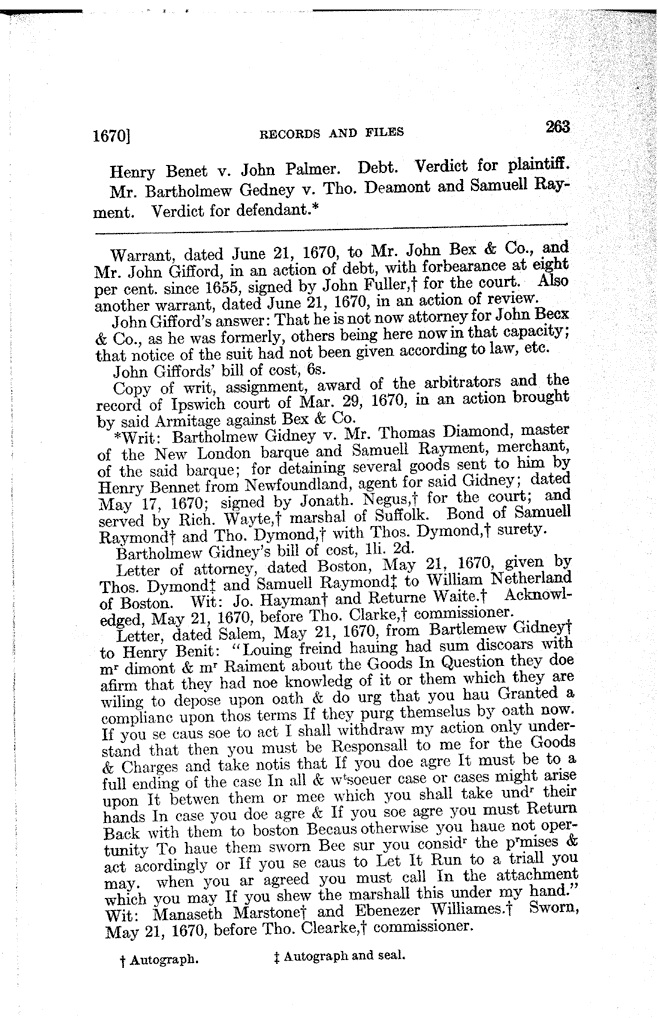 1670] RECORDS AND FILES 263
Henry Benet v. John Palmer. Debt. Verdict for plaintiff.
Mr. Bartholmew Gedney v. Tho. Deamont and Samuell Ray-
ment. Verdict for defendant.*
Warrant, dated June 21, 1670, to Mr. John Bex & Co., and
Mr. John Gifford, in an action of debt, with forbearance at eight
per cent. since 1655, signed by John Fuller,† for the court. Also
another warrant, dated June 21, 1670, in an action of review.
John Gifford's answer: That he is not now attorney for John Becx
& Co., as he was formerly, others being here now in that capacity;
that notice of the suit had not been given according to law, etc.
John Giffords' bill of cost, 6s.
Copy of writ, assignment, award of the arbitrators and the
record of Ipswich court of Mar. 29, 1670, in an action brought
by said Armitage against Bex & Co.
*Writ: Bartholmew Gidney v. Mr. Thomas Diamond, master
of the New London barque and Samuell Rayment, merchant,
of the said barque; for detaining several goods sent to him by
Henry Bennet from Newfoundland, agent for said Gidney; dated
May 17, 1670; signed by Jonath. Negus,† for the court; and
served by Rich. Wayte,† marshal of Suffolk. Bond of Samuell
Raymond† and Tho. Dymond,† with Thos. Dymond,† surety.
Bartholmew Gidney's bill of cost, 1li. 2d.
Letter of attorney, dated Boston, May 21, 1670, given by
Thos. Dymond‡ and Samuell Raymond‡ to William Netherland
of Boston. Wit: Jo. Hayman† and Returne Waite.† Acknowl-
edged, May 21, 1670, before Tho. Clarke,† commissioner.
Letter, dated Salem, May 21, 1670, from Bartlemew Gidney†
to Henry Benit: "Louing freind hauing had sum discoars with
mʳ dimont & mʳ Raiment about the Goods In Question they doe
afirm that they had noe knowledg of it or them which they are
wiling to depose upon oath & do urg that you hau Granted a
complianc upon thos terms If they purg themselus by oath now.
If you se caus soe to act I shall withdraw my action only under-
stand that then you must be Responsall to me for the Goods
& Charges and take notis that If you doe agre It must be to a
full ending of the case In all & wᵗsoeuer case or cases might arise
upon It betwen them or mee which you shall take undʳ their
hands In case you doe agre & If you soe agre you must Return
Back with them to boston Becaus otherwise you haue not oper-
tunity To haue them sworn Bee sur you considʳ the pʳmises &
act acordingly or If you se caus to Let It Run to a triall you
may. when you ar agreed you must call In the attachment
which you may If you shew the marshall this under my hand."
Wit: Manaseth Marstone† and Ebenezer Williames.† Sworn,
May 21, 1670, before Tho. Clearke,† commissioner.
† Autograph. ‡ Autograph and seal.